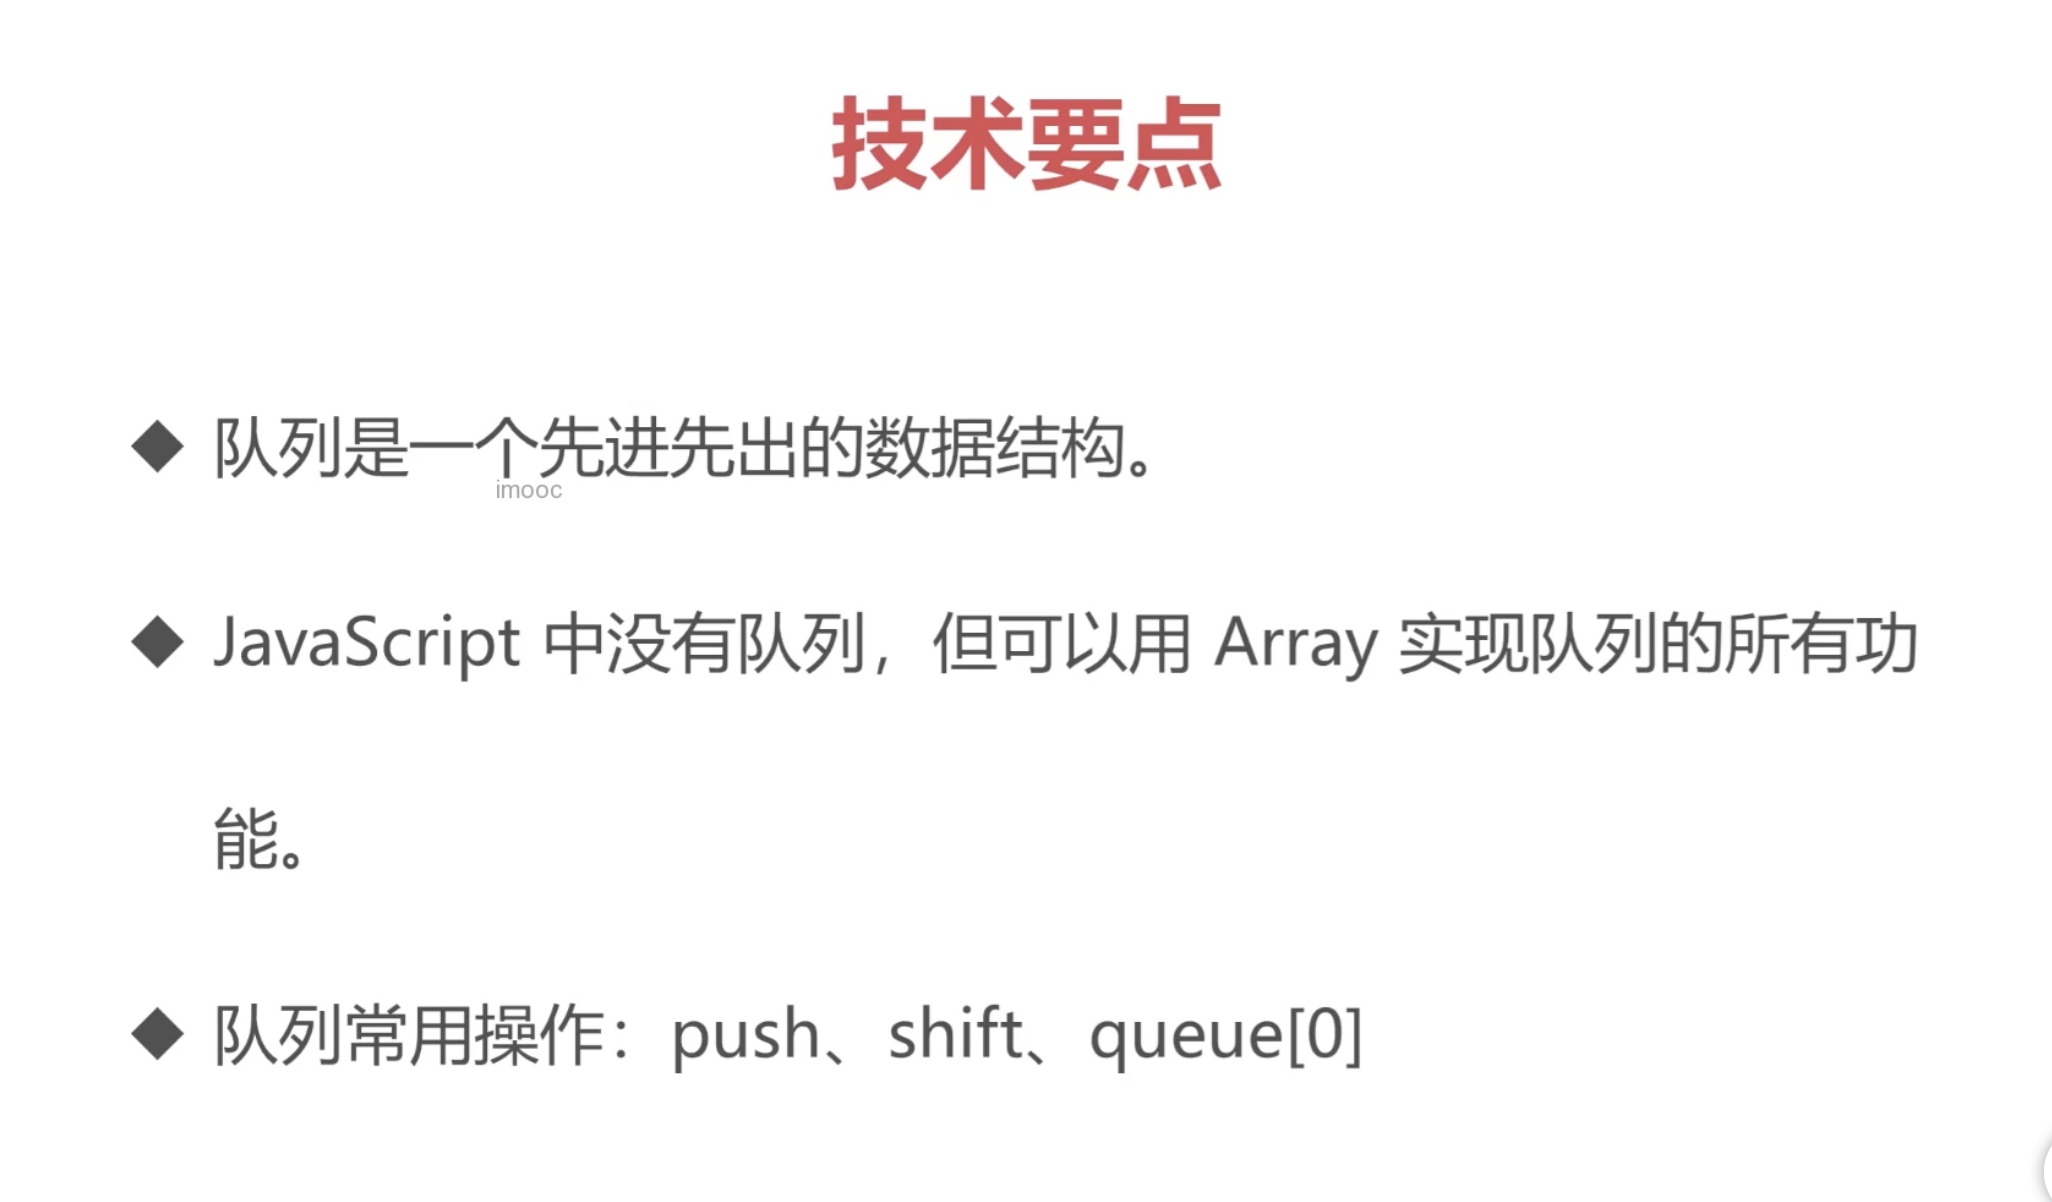 技术要点
◆ 队列是一个先进先出的数据结构。
imooc
◆ JavaScript 中没有队列，但可以用 Array 实现队列的所有功
能。
◆ 队列常用操作：push、shift、queue[0]